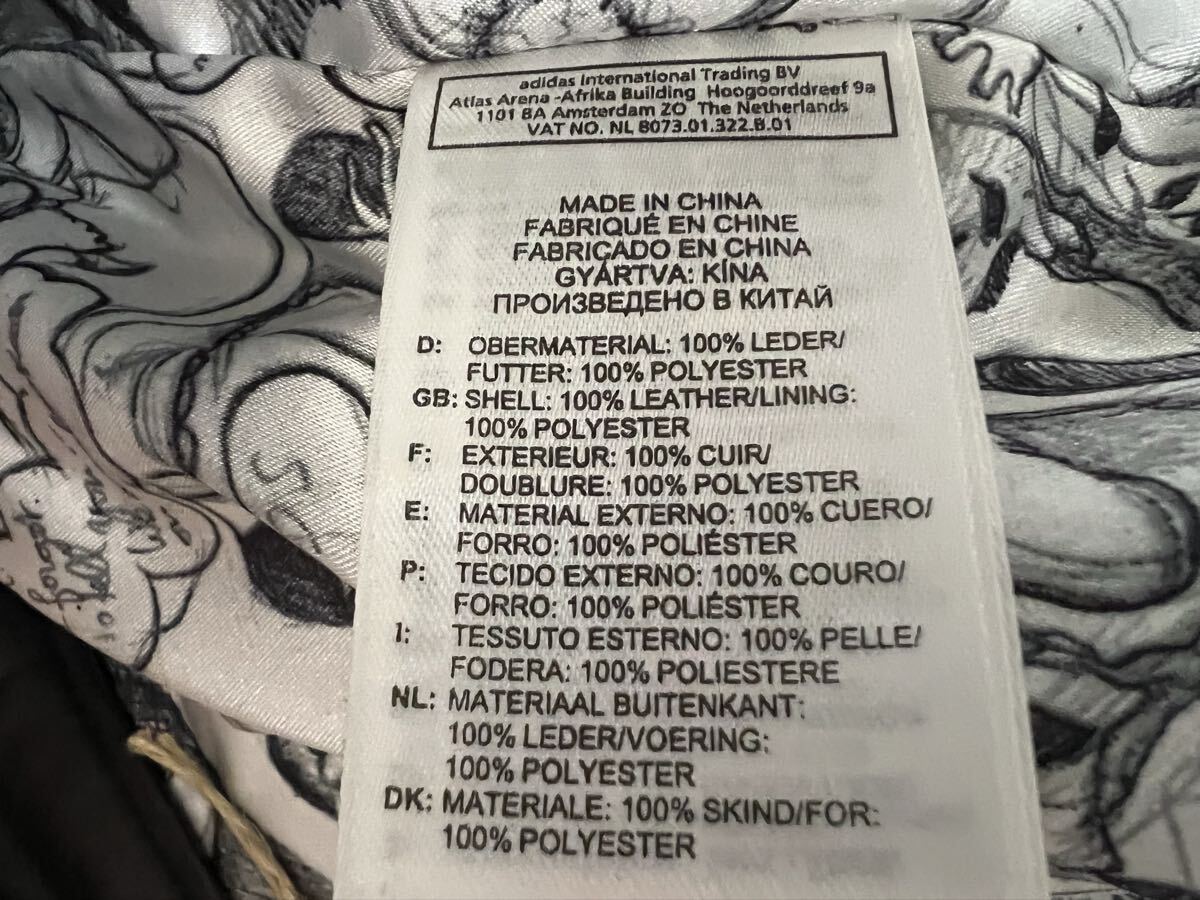 adidas International Trading BV
Atlas Arena -Afrika Building Hoogoorddreef 9a
1101 BA Amsterdam ZO The Netherlands
VAT NO. NL 8073.01.322.B.01
MADE IN CHINA
FABRIQUÉ EN CHINE
FABRICADO EN CHINA
GYÁRTVA: KÍNA
ПРОИЗВЕДЕНО В КИТАЙ
D: OBERMATERIAL: 100% LEDER/
FUTTER: 100% POLYESTER
GB: SHELL: 100% LEATHER/LINING:
100% POLYESTER
F: EXTERIEUR: 100% CUIR/
DOUBLURE: 100% POLYESTER
E: MATERIAL EXTERNO: 100% CUERO/
FORRO: 100% POLIÉSTER
P: TECIDO EXTERNO: 100% COURO/
FORRO: 100% POLIÉSTER
I: TESSUTO ESTERNO: 100% PELLE/
FODERA: 100% POLIESTERE
NL: MATERIAAL BUITENKANT:
100% LEDER/VOERING:
100% POLYESTER
DK: MATERIALE: 100% SKIND/FOR:
100% POLYESTER